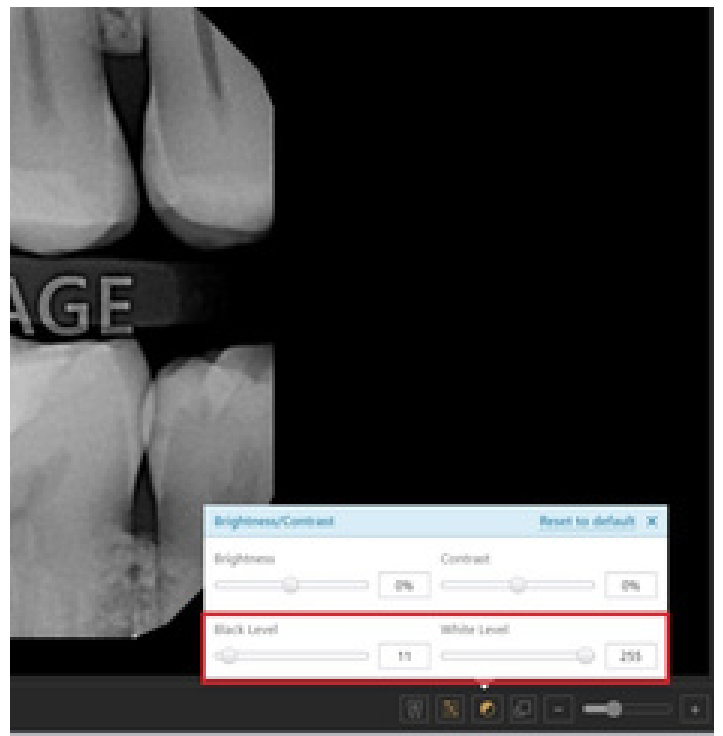 AGE
Brightness/Contrast Reset to default ×
Brightness Contrast
0% 0%
Black Level White Level
11 255